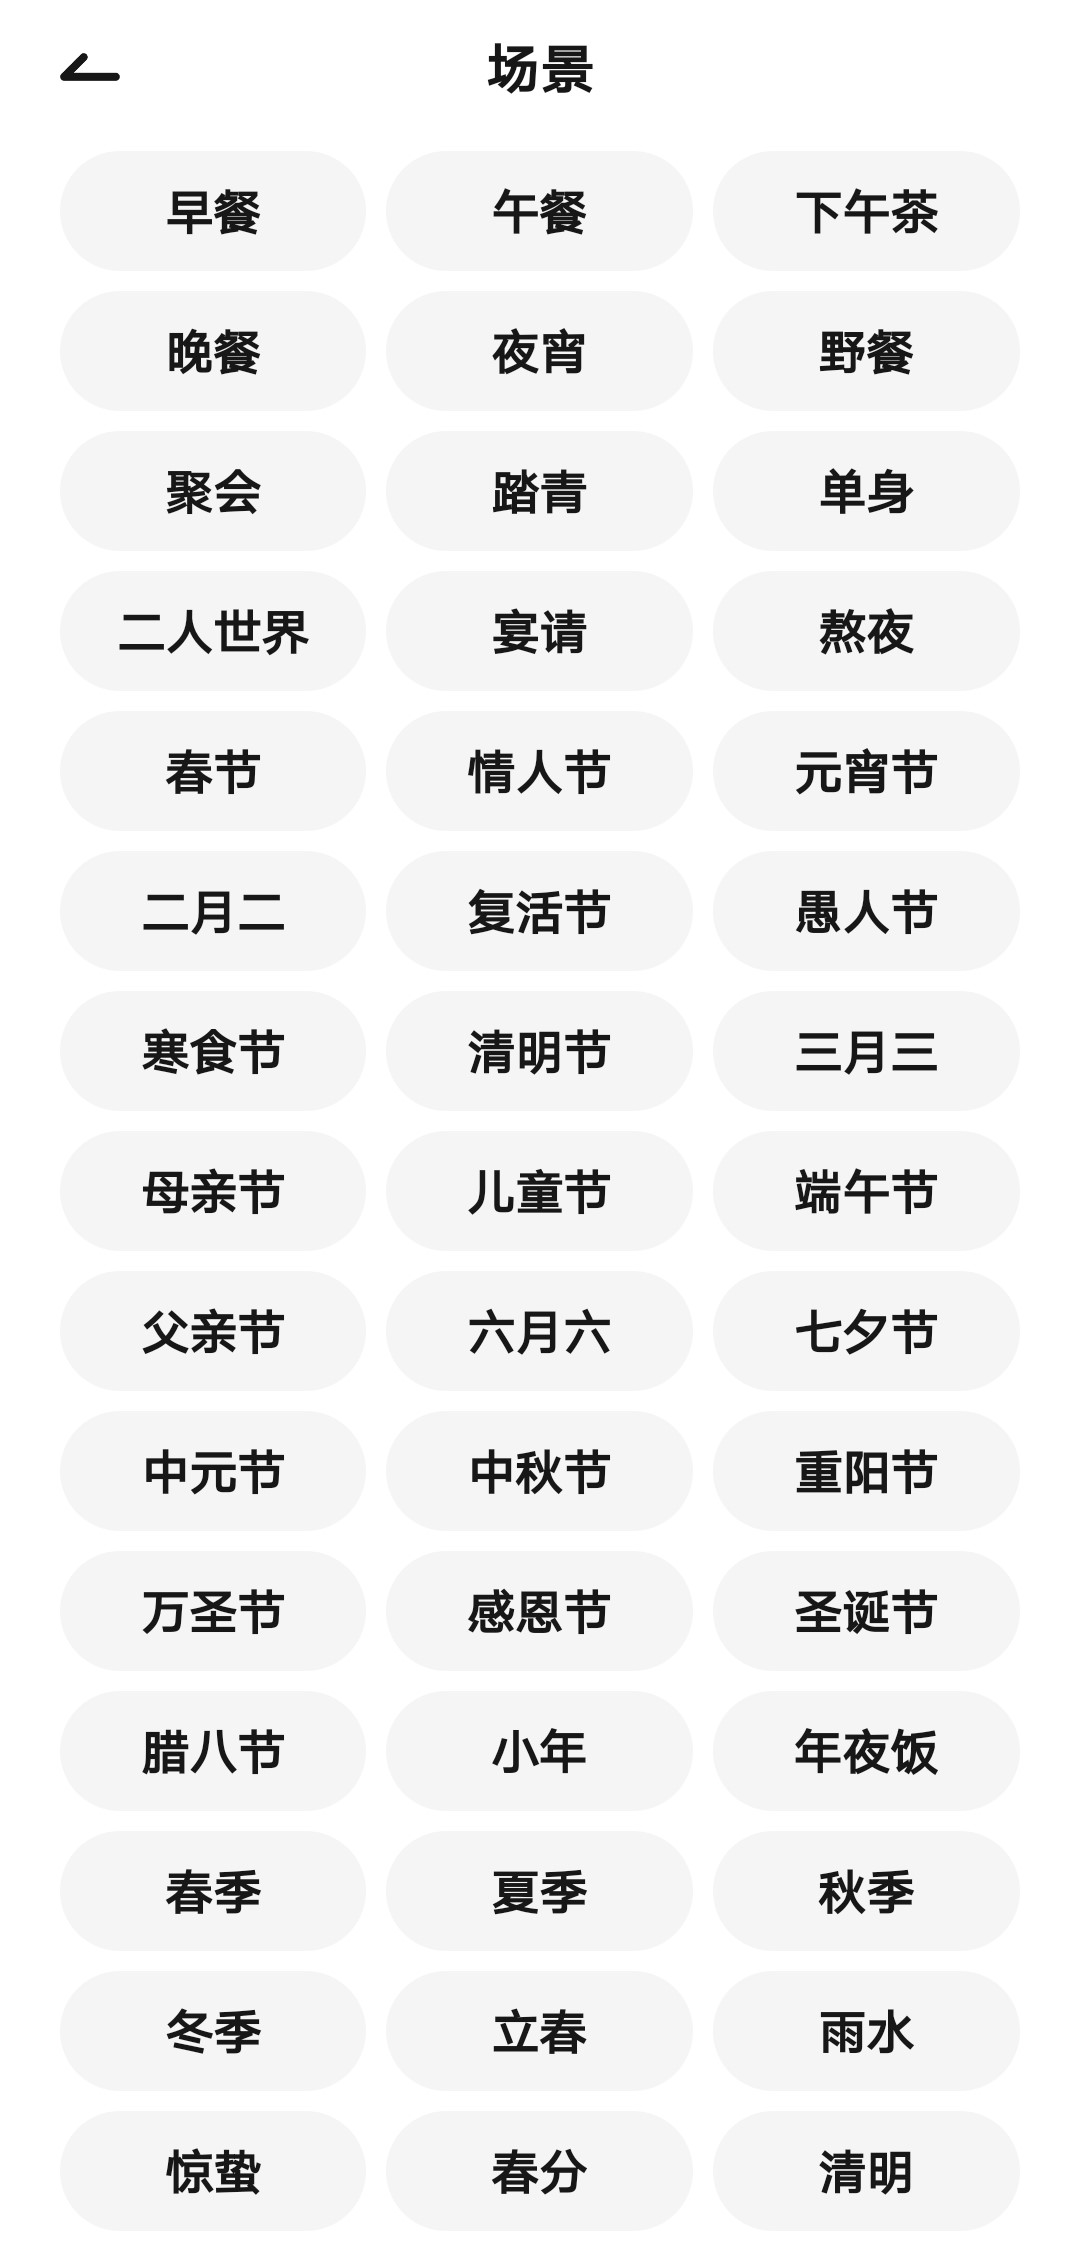 场景
早餐 午餐 下午茶
晚餐 夜宵 野餐
聚会 踏青 单身
二人世界 宴请 熬夜
春节 情人节 元宵节
二月二 复活节 愚人节
寒食节 清明节 三月三
母亲节 儿童节 端午节
父亲节 六月六 七夕节
中元节 中秋节 重阳节
万圣节 感恩节 圣诞节
腊八节 小年 年夜饭
春季 夏季 秋季
冬季 立春 雨水
惊蛰 春分 清明